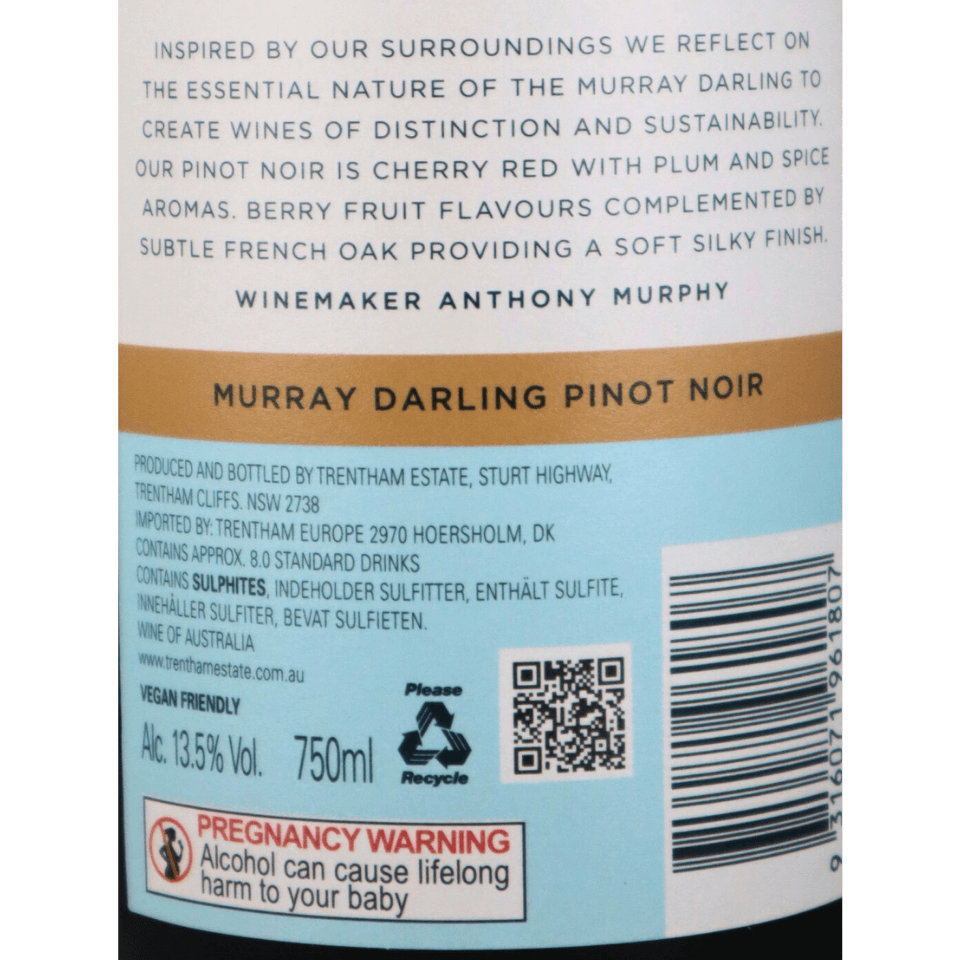 INSPIRED BY OUR SURROUNDINGS WE REFLECT ON
THE ESSENTIAL NATURE OF THE MURRAY DARLING TO
CREATE WINES OF DISTINCTION AND SUSTAINABILITY.
OUR PINOT NOIR IS CHERRY RED WITH PLUM AND SPICE
AROMAS. BERRY FRUIT FLAVOURS COMPLEMENTED BY
SUBTLE FRENCH OAK PROVIDING A SOFT SILKY FINISH.
WINEMAKER ANTHONY MURPHY
MURRAY DARLING PINOT NOIR
PRODUCED AND BOTTLED BY TRENTHAM ESTATE, STURT HIGHWAY,
TRENTHAM CLIFFS. NSW 2738
IMPORTED BY: TRENTHAM EUROPE 2970 HOERSHOLM, DK
CONTAINS APPROX. 8.0 STANDARD DRINKS
CONTAINS SULPHITES, INDEHOLDER SULFITTER, ENTHÄLT SULFITE,
INNEHÅLLER SULFITER, BEVAT SULFIETEN.
WINE OF AUSTRALIA
www.trenthamestate.com.au
VEGAN FRIENDLY
Alc. 13.5% Vol. 750ml
Please
Recycle
PREGNANCY WARNING
Alcohol can cause lifelong
harm to your baby
9 316071 961807